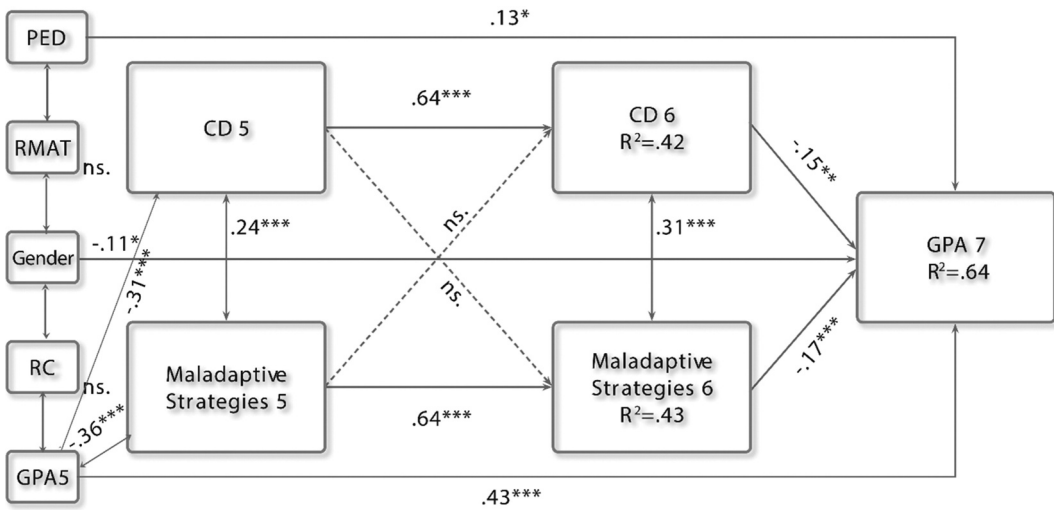 .13*
PED
CD 5
.64***
CD 6
R²=.42
RMAT
ns.
-.15**
Gender
-.11*
.24***
ns.
.31***
GPA 7
R²=.64
-.31***
ns.
RC
ns.
Maladaptive
Strategies 5
Maladaptive
Strategies 6
R²=.43
-.17***
-.36***
.64***
GPA5
.43***